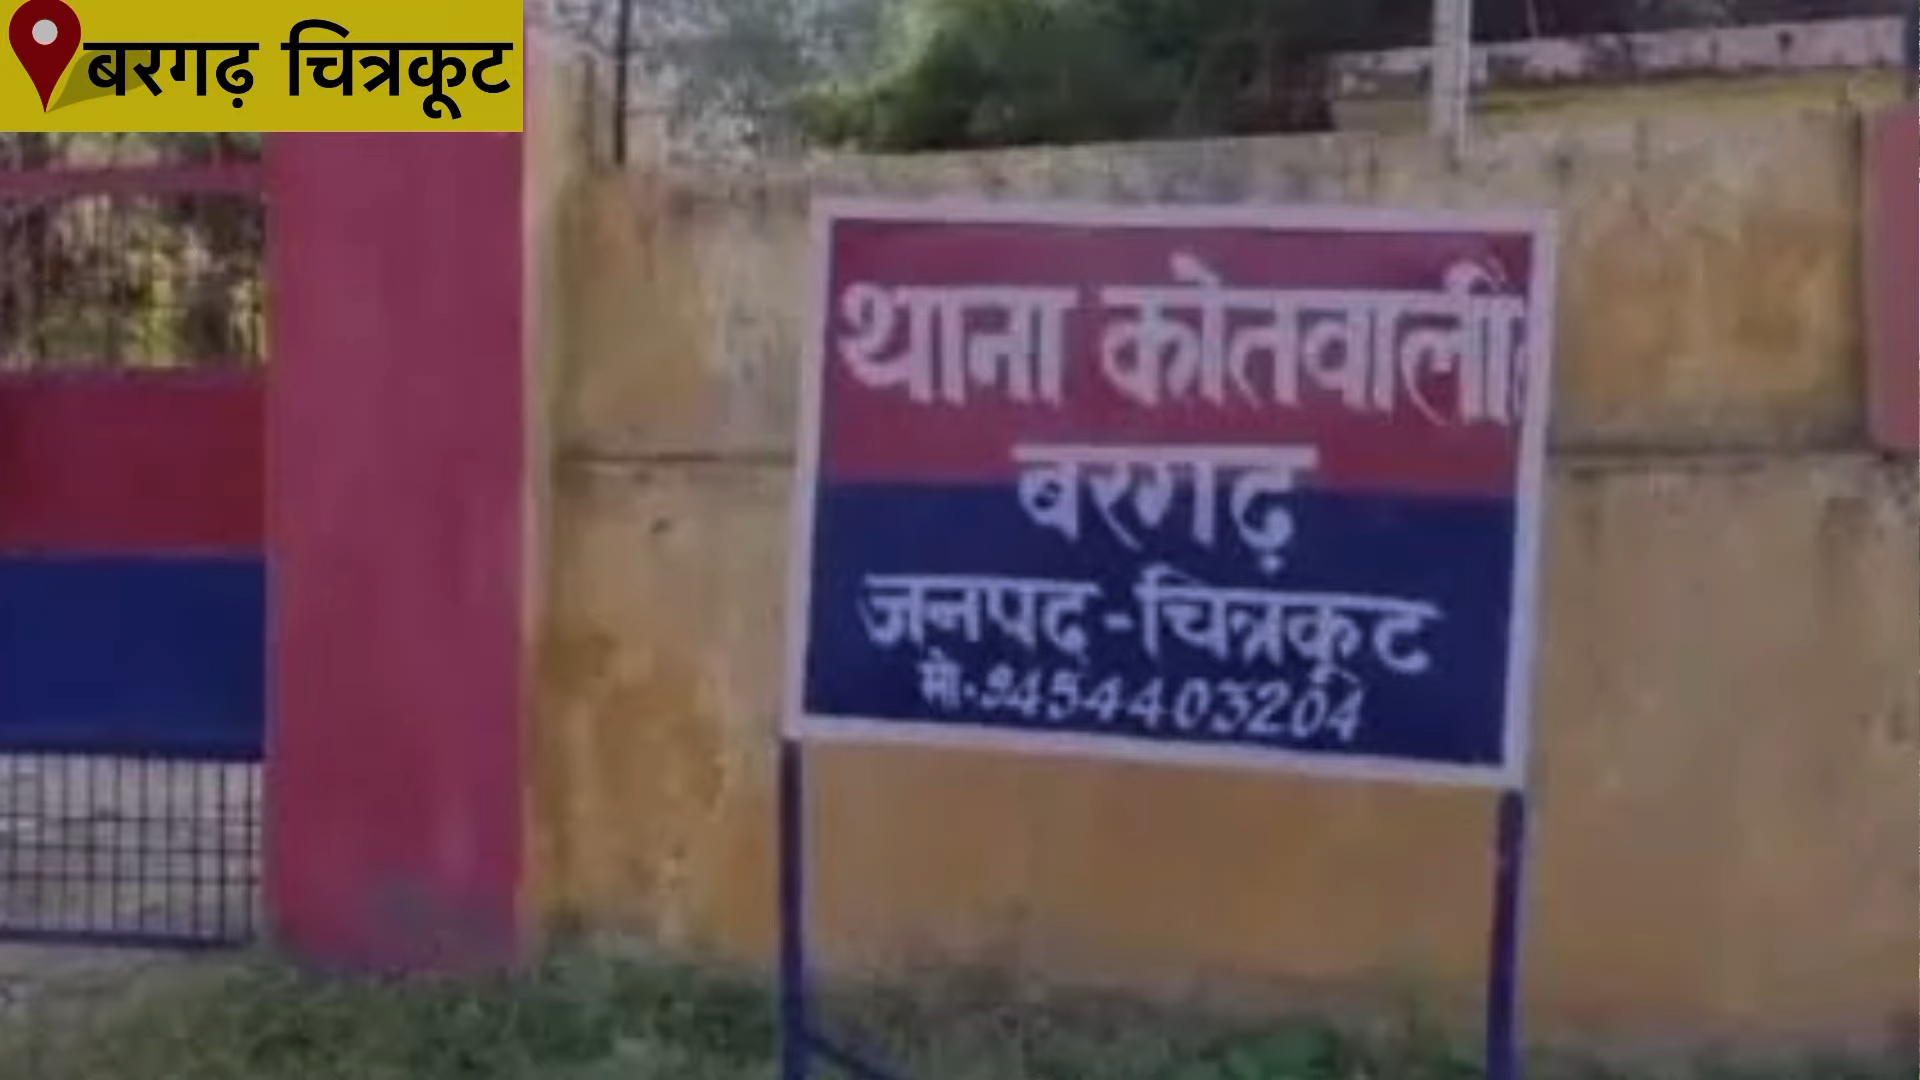 बरगढ़ चित्रकूट
थाना कोतवाली
बरगढ़
जनपद-चित्रकूट
मो.9454403204